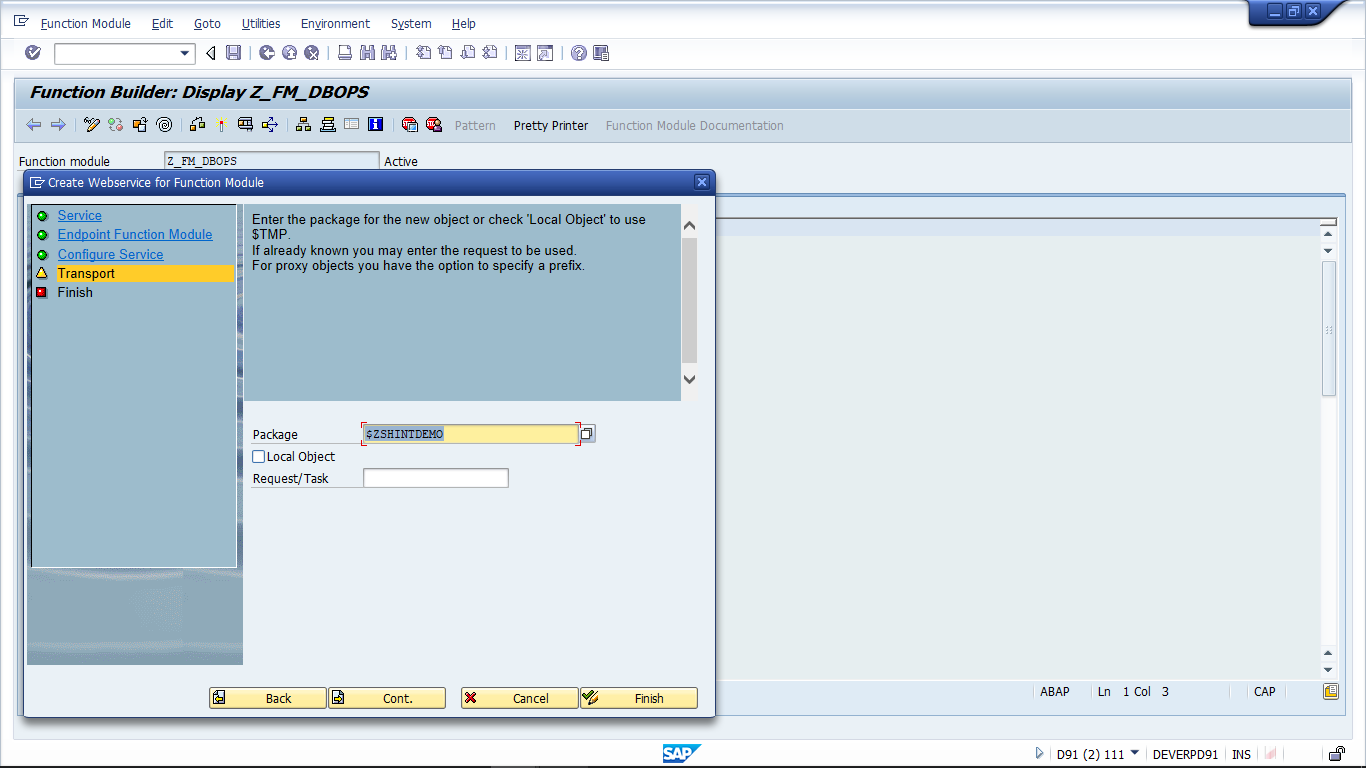 Function Module Edit Goto Utilities Environment System Help
Function Builder: Display Z_FM_DBOPS
Pattern Pretty Printer Function Module Documentation
Function module Z_FM_DBOPS Active
Create Webservice for Function Module
Service
Endpoint Function Module
Configure Service
Transport
Finish
Enter the package for the new object or check 'Local Object' to use
$TMP.
If already known you may enter the request to be used.
For proxy objects you have the option to specify a prefix.
Package $ZSHINTDEMO
Local Object
Request/Task
Back Cont. Cancel Finish
ABAP Ln 1 Col 3 CAP
SAP D91 (2) 111 DEVERPD91 INS